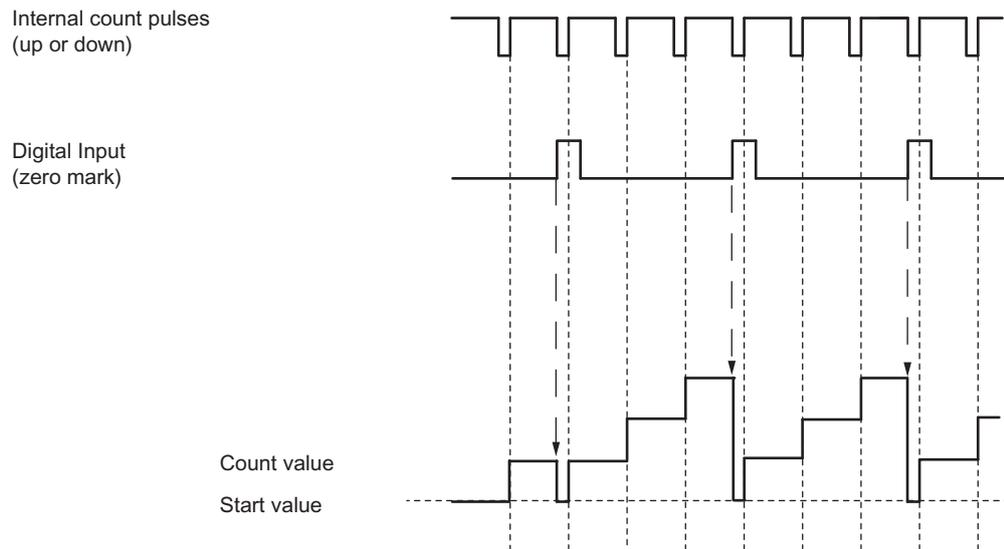 Internal count pulses
(up or down)
Digital Input
(zero mark)
Count value
Start value